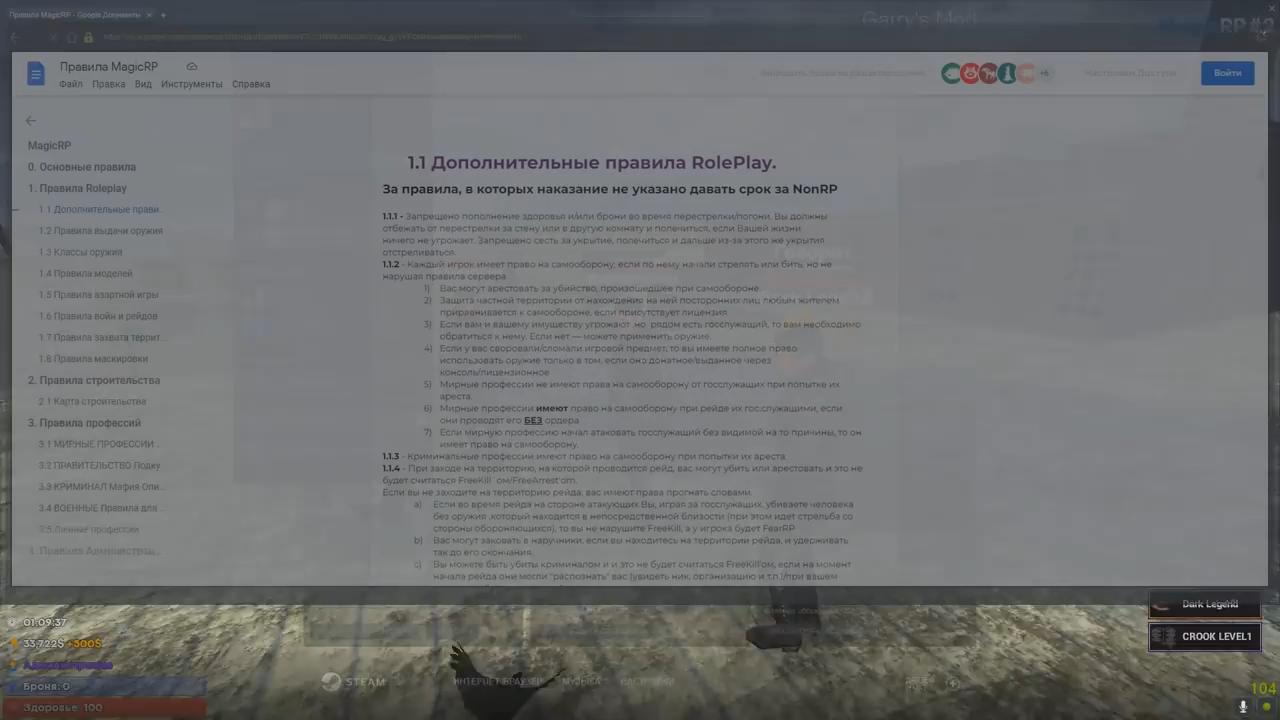 Правила MagicRP - Google Документы
Garry's Mod
RP #2
Правила MagicRP
Файл Правка Вид Инструменты Справка
+6
Настройки Доступа
Войти
MagicRP
0. Основные правила
1. Правила Roleplay
1.1 Дополнительные прави...
1.2 Правила выдачи оружия
1.3 Классы оружия
1.4 Правила моделей
1.5 Правила азартной игры
1.6 Правила войн и рейдов
1.7 Правила захвата террит...
1.8 Правила маскировки
2. Правила строительства
2.1 Карта строительства
3. Правила профессий
3.1 МИРНЫЕ ПРОФЕССИИ...
3.2 ПРАВИТЕЛЬСТВО Подку...
3.3 КРИМИНАЛ Мафия Опи...
3.4 ВОЕННЫЕ Правила для ...
3.5 Личные профессии
4. Правила Администрац...
1.1 Дополнительные правила RolePlay.
За правила, в которых наказание не указано давать срок за NonRP
1.1.1 - Запрещено пополнение здоровья и/или брони во время перестрелки/погони. Вы должны
отбежать от перестрелки за стену или в другую комнату и полечиться, если Вашей жизни
ничего не угрожает. Запрещено сесть за укрытие, полечиться и дальше из-за этого же укрытия
отстреливаться.
1.1.2 - Каждый игрок имеет право на самооборону, если по нему начали стрелять или бить, но не
нарушая правила сервера
1) Вас могут арестовать за убийство, произошедшее при самообороне.
2) Защита частной территории от нахождения на ней посторонних лиц любым жителем
приравнивается к самообороне, если присутствует лицензия.
3) Если вам и вашему имуществу угрожают ,но рядом есть госслужащий, то вам необходимо
обратиться к нему. Если нет — можете применить оружие.
4) Если у вас своровали/сломали игровой предмет, то вы имеете полное право
использовать оружие только в том, если оно донатное/выданное через
консоль/лицензионное
5) Мирные профессии не имеют права на самооборону от госслужащих при попытке их
ареста.
6) Мирные профессии имеют право на самооборону при рейде их гос.служащими, если
они проводят его БЕЗ ордера
7) Если мирную профессию начал атаковать госслужащий без видимой на то причины, то он
имеет право на самооборону.
1.1.3 - Криминальные профессии имеют право на самооборону при попытки их ареста.
1.1.4 - При заходе на территорию, на которой проводится рейд, вас могут убить или арестовать и это не
будет считаться FreeKill`ом/FreeArrest'ом.
Если вы не заходите на территорию рейда, вас имеют права прогнать словами.
a) Если во время рейда на стороне атакующих Вы, играя за госслужащих, убиваете человека
без оружия ,который находится в непосредственной близости (при этом идет стрельба со
стороны обороняющихся), то вы не нарушите FreeKill, а у игрока будет FearRP
b) Вас могут заковать в наручники, если вы находитесь на территории рейда, и удерживать
так до его окончания.
c) Вы можете быть убиты криминалом и и это не будет считаться FreeKill'ом, если на момент
начала рейда они могли "распознать" вас (увидеть ник, организацию и т.п.)/при вашем
Dark Legend
CROOK LEVEL1
01:09:37
33,722$ +300$
Броня: 0
Здоровье: 100
STEAM
ИНТЕРНЕТ БРАУЗЕР
МУЗЫКА
НАСТРОЙКИ
104